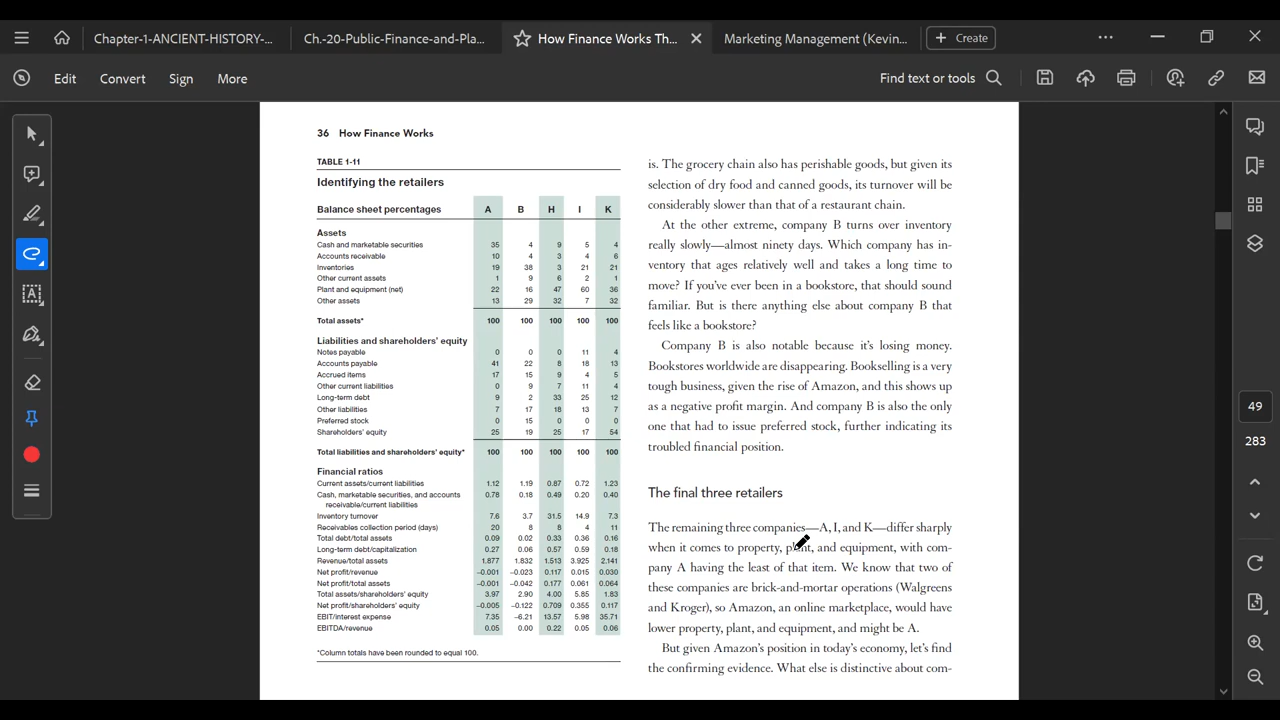 Chapter-1-ANCIENT-HISTORY-...
Ch.-20-Public-Finance-and-Pla...
How Finance Works Th...
Marketing Management (Kevin...
Create
Edit Convert Sign More
Find text or tools
36 How Finance Works
TABLE 1-11
Identifying the retailers
Balance sheet percentages A B H I K
Assets
Cash and marketable securities 35 4 9 5 4
Accounts receivable 10 4 3 4 6
Inventories 19 38 3 21 21
Other current assets 1 9 6 2 1
Plant and equipment (net) 22 16 47 60 36
Other assets 13 29 32 7 32
Total assets* 100 100 100 100 100
Liabilities and shareholders' equity
Notes payable 0 0 0 11 4
Accounts payable 41 22 8 18 13
Accrued items 17 15 9 4 5
Other current liabilities 0 9 7 11 4
Long-term debt 9 2 33 25 12
Other liabilities 7 17 18 13 7
Preferred stock 0 15 0 0 0
Shareholders' equity 25 19 25 17 54
Total liabilities and shareholders' equity* 100 100 100 100 100
Financial ratios
Current assets/current liabilities 1.12 1.19 0.87 0.72 1.23
Cash, marketable securities, and accounts 0.78 0.18 0.49 0.20 0.40
receivable/current liabilities
Inventory turnover 7.6 3.7 31.5 14.9 7.3
Receivables collection period (days) 20 8 8 4 11
Total debt/total assets 0.09 0.02 0.33 0.36 0.16
Long-term debt/capitalization 0.27 0.06 0.57 0.59 0.18
Revenue/total assets 1.877 1.832 1.513 3.925 2.141
Net profit/revenue –0.001 –0.023 0.117 0.015 0.030
Net profit/total assets –0.001 –0.042 0.177 0.061 0.064
Total assets/shareholders' equity 3.97 2.90 4.00 5.85 1.83
Net profit/shareholders' equity –0.005 –0.122 0.709 0.355 0.117
EBIT/interest expense 7.35 –6.21 13.57 5.98 35.71
EBITDA/revenue 0.05 0.00 0.22 0.05 0.06
*Column totals have been rounded to equal 100.
is. The grocery chain also has perishable goods, but given its
selection of dry food and canned goods, its turnover will be
considerably slower than that of a restaurant chain.
At the other extreme, company B turns over inventory
really slowly—almost ninety days. Which company has in-
ventory that ages relatively well and takes a long time to
move? If you've ever been in a bookstore, that should sound
familiar. But is there anything else about company B that
feels like a bookstore?
Company B is also notable because it's losing money.
Bookstores worldwide are disappearing. Bookselling is a very
tough business, given the rise of Amazon, and this shows up
as a negative profit margin. And company B is also the only
one that had to issue preferred stock, further indicating its
troubled financial position.
The final three retailers
The remaining three companies—A, I, and K—differ sharply
when it comes to property, plant, and equipment, with com-
pany A having the least of that item. We know that two of
these companies are brick-and-mortar operations (Walgreens
and Kroger), so Amazon, an online marketplace, would have
lower property, plant, and equipment, and might be A.
But given Amazon's position in today's economy, let's find
the confirming evidence. What else is distinctive about com-
49
283